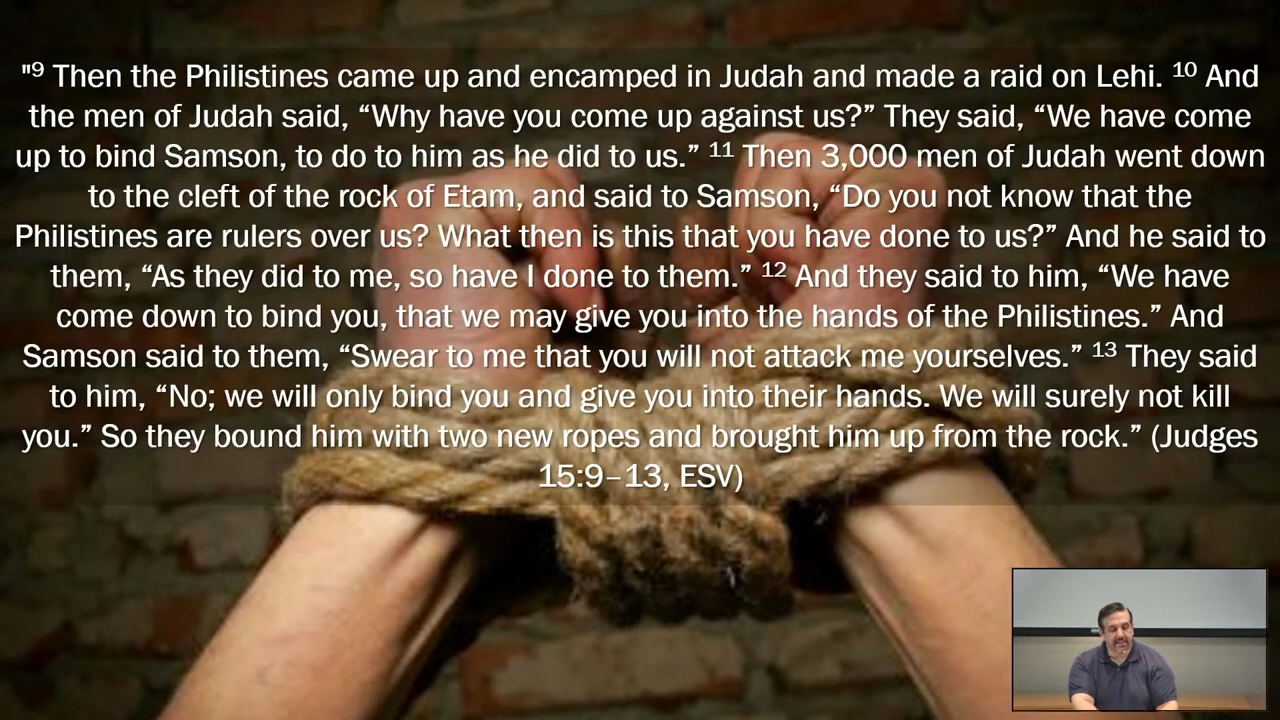 "⁹ Then the Philistines came up and encamped in Judah and made a raid on Lehi. ¹⁰ And
the men of Judah said, “Why have you come up against us?” They said, “We have come
up to bind Samson, to do to him as he did to us.” ¹¹ Then 3,000 men of Judah went down
to the cleft of the rock of Etam, and said to Samson, “Do you not know that the
Philistines are rulers over us? What then is this that you have done to us?” And he said to
them, “As they did to me, so have I done to them.” ¹² And they said to him, “We have
come down to bind you, that we may give you into the hands of the Philistines.” And
Samson said to them, “Swear to me that you will not attack me yourselves.” ¹³ They said
to him, “No; we will only bind you and give you into their hands. We will surely not kill
you.” So they bound him with two new ropes and brought him up from the rock.” (Judges
15:9–13, ESV)